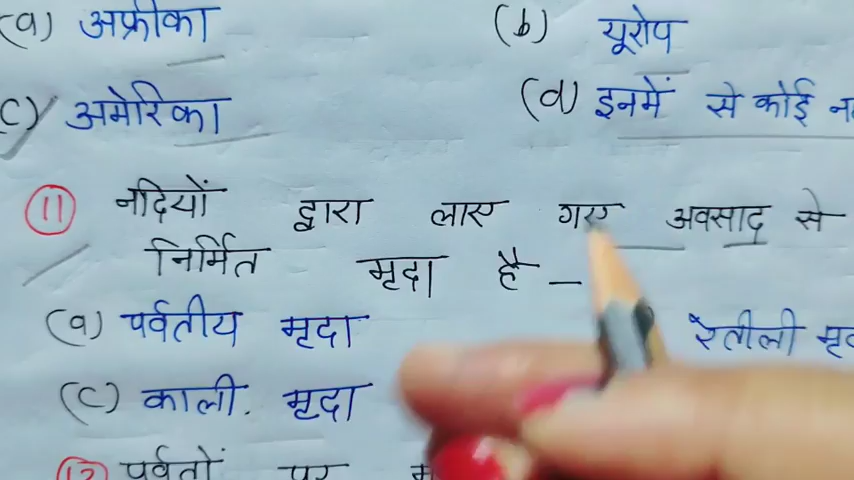 (a) अफ्रीका (b) यूरोप
(c) अमेरिका (d) इनमें से कोई
11 नदियों द्वारा लाए गए अवसाद से
निर्मित मृदा है –
(a) पर्वतीय मृदा रेतीली
(c) काली. मृदा
पर्वतों पर